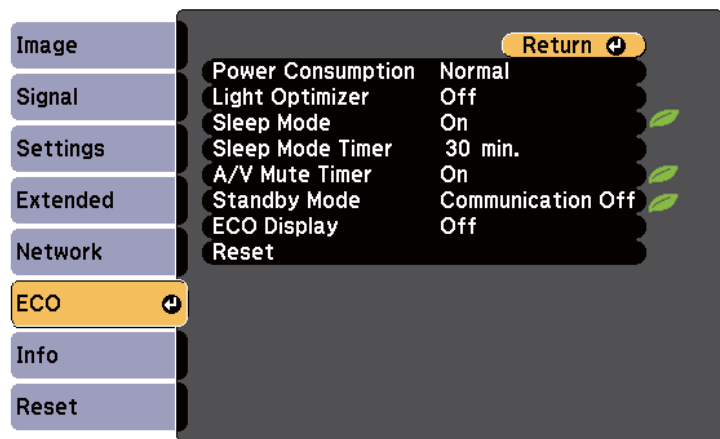 Image
Signal
Settings
Extended
Network
ECO
Info
Reset
Return
Power Consumption Normal
Light Optimizer Off
Sleep Mode On
Sleep Mode Timer 30 min.
A/V Mute Timer On
Standby Mode Communication Off
ECO Display Off
Reset